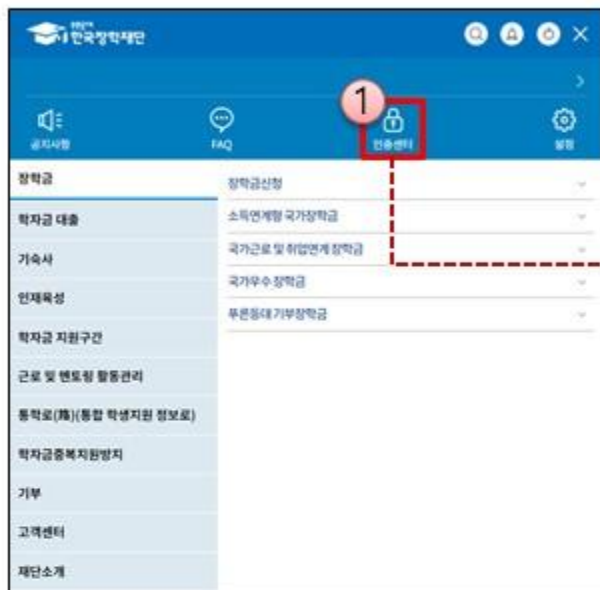 한국장학재단
1
공지사항
FAQ
인증센터
설정
장학금
학자금 대출
기숙사
인재육성
학자금 지원구간
근로 및 멘토링 활동관리
통학로(路)(통합 학생지원 정보로)
학자금중복지원방지
기부
고객센터
재단소개
장학금신청
소득연계형 국가장학금
국가근로 및 취업연계 장학금
국가우수 장학금
푸른등대 기부장학금